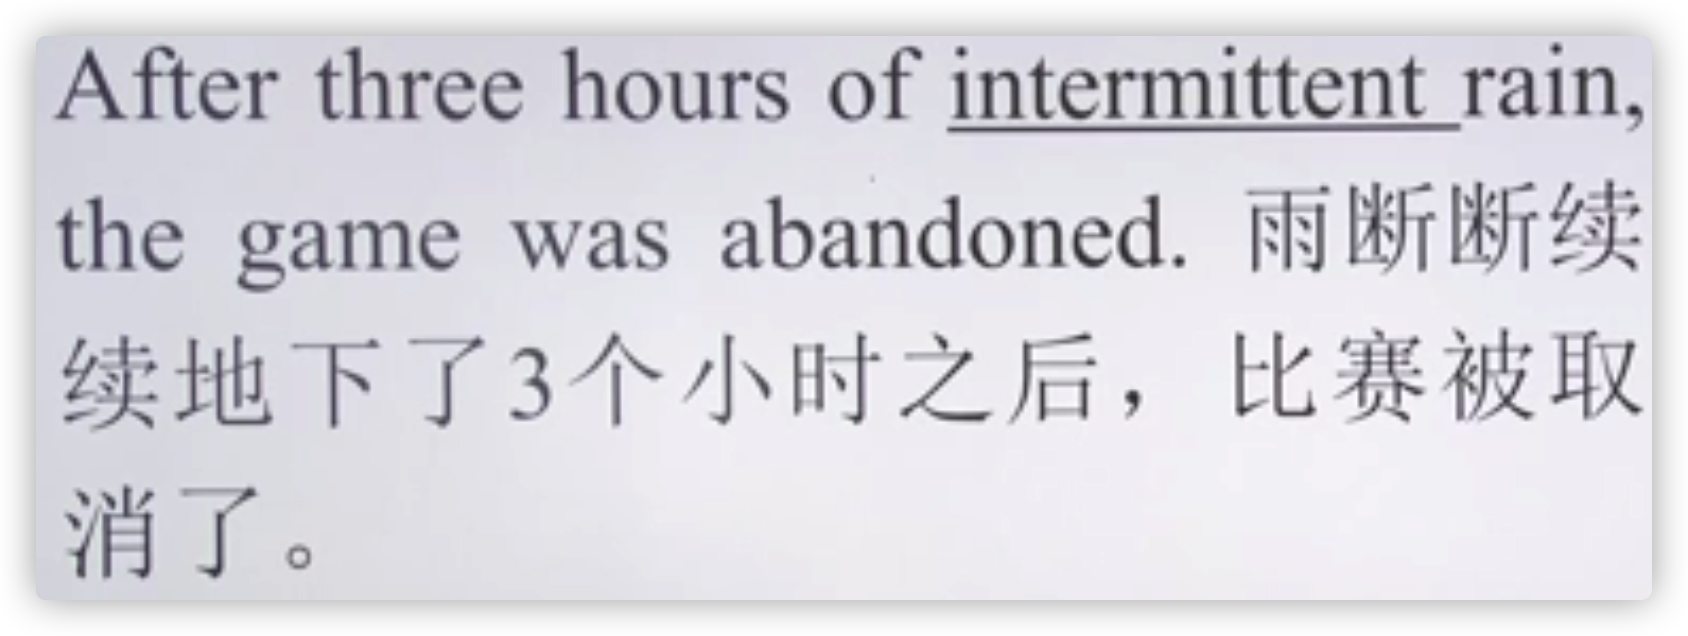 After three hours of intermittent rain,
the game was abandoned. 雨断断续
续地下了3个小时之后，比赛被取
消了。